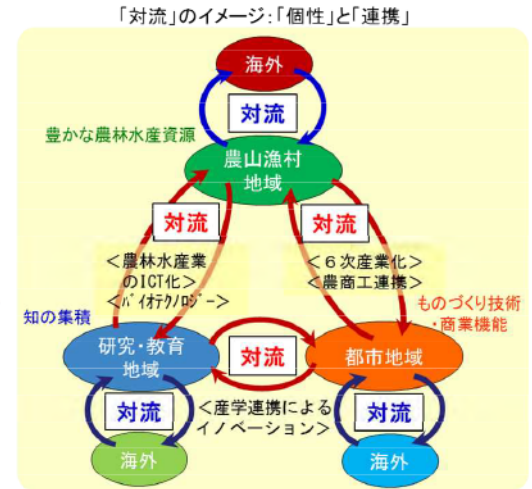 「対流」のイメージ:「個性」と「連携」
海外
対流
豊かな農林水産資源
農山漁村
地域
対流
対流
<農林水産業
のICT化>
<バイオテクノロジー>
<6次産業化>
<農商工連携>
知の集積
ものづくり技術
・商業機能
研究・教育
地域
対流
都市地域
対流
<産学連携による
イノベーション>
対流
海外
海外